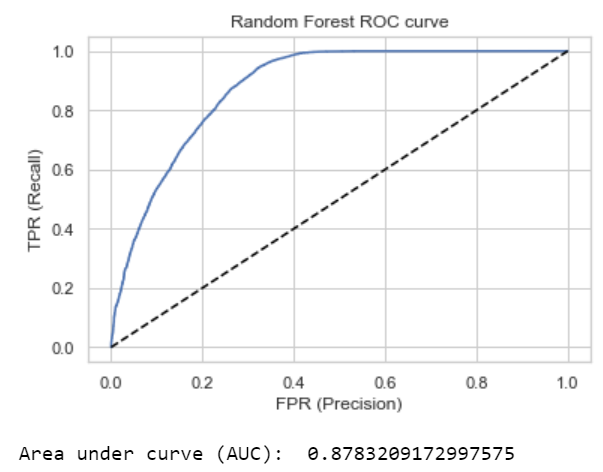 Random Forest ROC curve
1.0
0.8
0.6
0.4
0.2
0.0
TPR (Recall)
0.0 0.2 0.4 0.6 0.8 1.0
FPR (Precision)
Area under curve (AUC): 0.8783209172997575